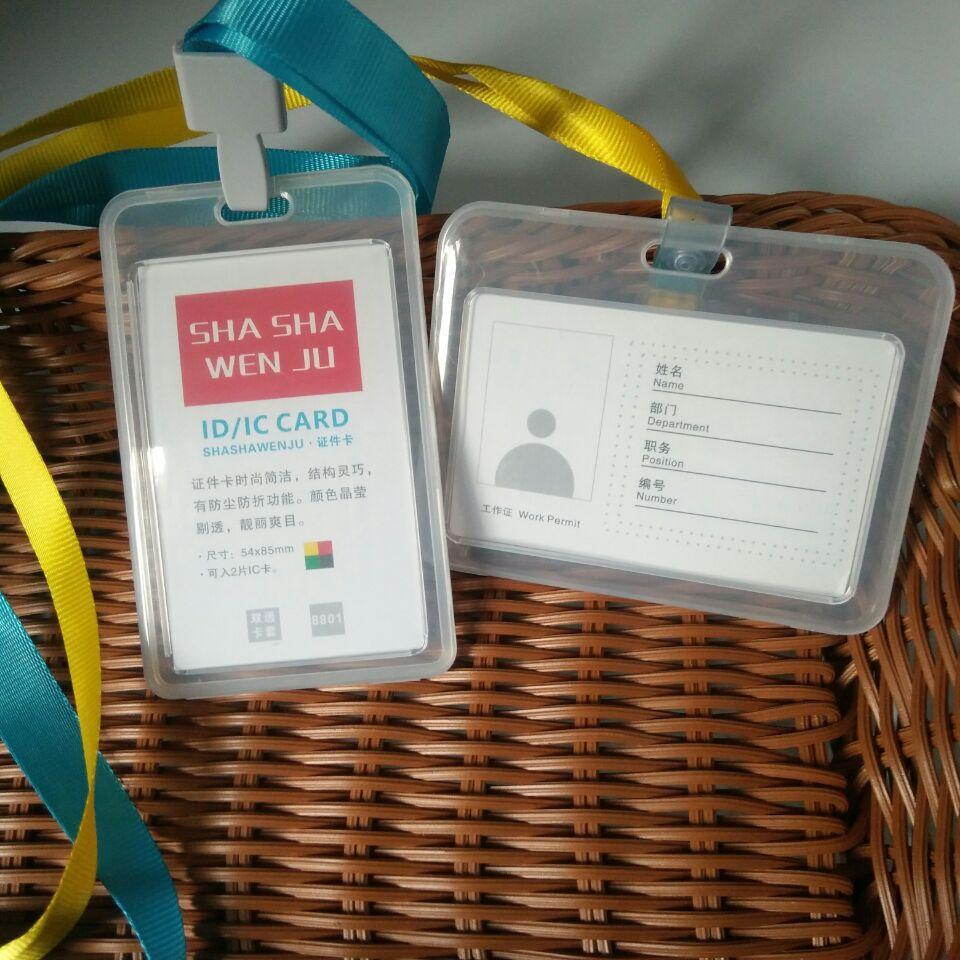 SHA SHA
WEN JU
ID/IC CARD
SHASHAWENJU · 证件卡
证件卡时尚简洁，结构灵巧，
有防尘防折功能。颜色晶莹
剔透，靓丽爽目。
· 尺寸：54x85mm
· 可入2片IC卡。
双透
卡套
8801
姓名
Name
部门
Department
职务
Position
编号
Number
工作证 Work Permit